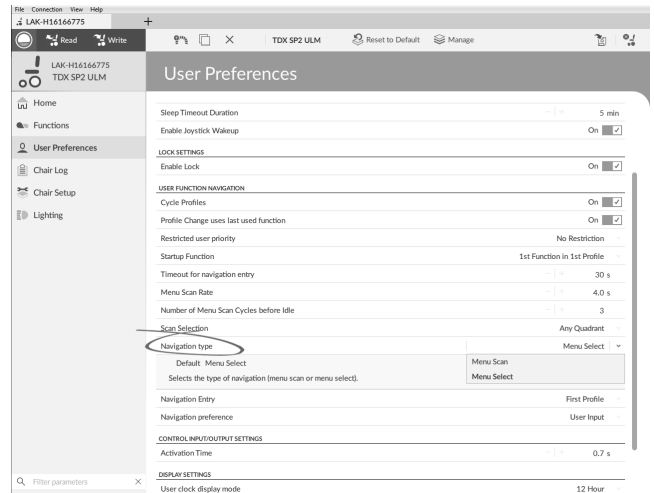 File Connection View Help
LAK-H16166775 +
Read Write TDX SP2 ULM Reset to Default Manage
LAK-H16166775
TDX SP2 ULM
User Preferences
Home
Functions
User Preferences
Chair Log
Chair Setup
Lighting
Filter parameters
Sleep Timeout Duration 5 min
Enable Joystick Wakeup On
LOCK SETTINGS
Enable Lock On
USER FUNCTION NAVIGATION
Cycle Profiles On
Profile Change uses last used function On
Restricted user priority No Restriction
Startup Function 1st Function in 1st Profile
Timeout for navigation entry 30 s
Menu Scan Rate 4.0 s
Number of Menu Scan Cycles before Idle 3
Scan Selection Any Quadrant
Navigation type Menu Select
Default Menu Select Menu Scan
Selects the type of navigation (menu scan or menu select). Menu Select
Navigation Entry First Profile
Navigation preference User Input
CONTROL INPUT/OUTPUT SETTINGS
Activation Time 0.7 s
DISPLAY SETTINGS
User clock display mode 12 Hour